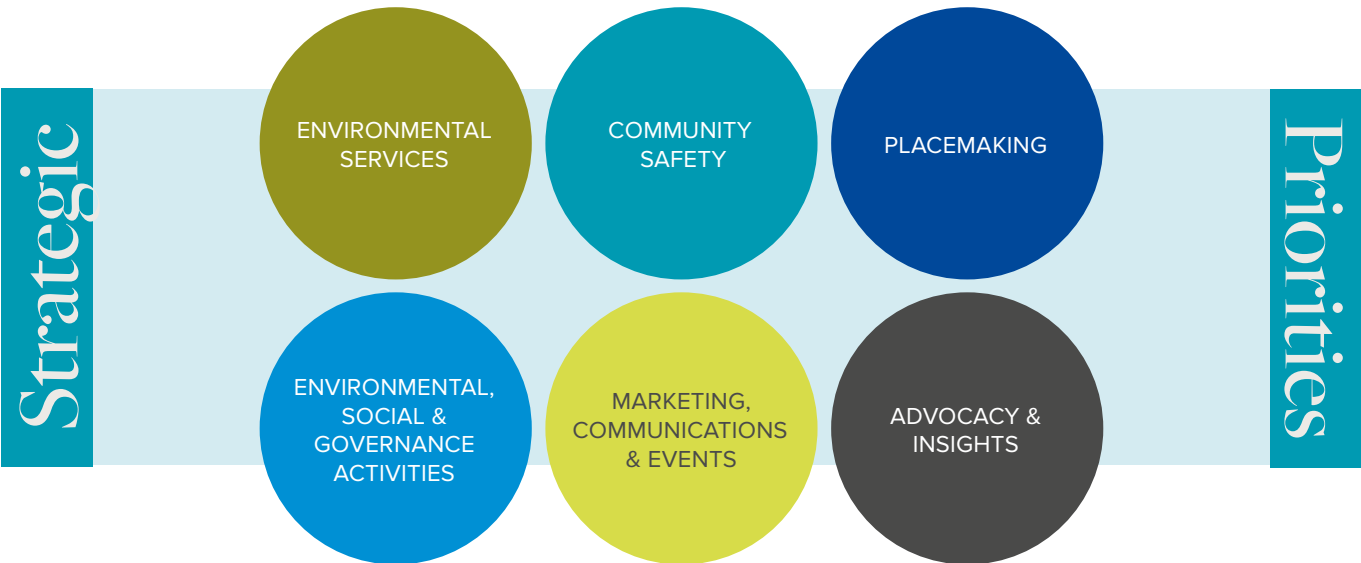 Strategic
ENVIRONMENTAL
SERVICES
COMMUNITY
SAFETY
PLACEMAKING
ENVIRONMENTAL,
SOCIAL &
GOVERNANCE
ACTIVITIES
MARKETING,
COMMUNICATIONS
& EVENTS
ADVOCACY &
INSIGHTS
Priorities